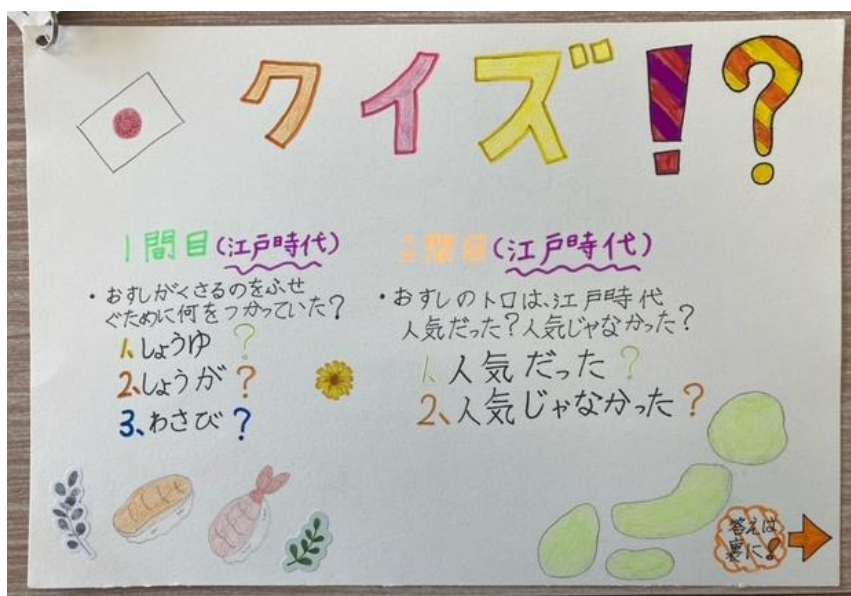 クイズ!?
1問目(江戸時代)
・おすしがくさるのをふせ
ぐために何をつかっていた?
1、しょうゆ?
2、しょうが?
3、わさび?
2問目(江戸時代)
・おすしのトロは、江戸時代
人気だった?人気じゃなかった?
1、人気だった?
2、人気じゃなかった?
答えは
裏に!